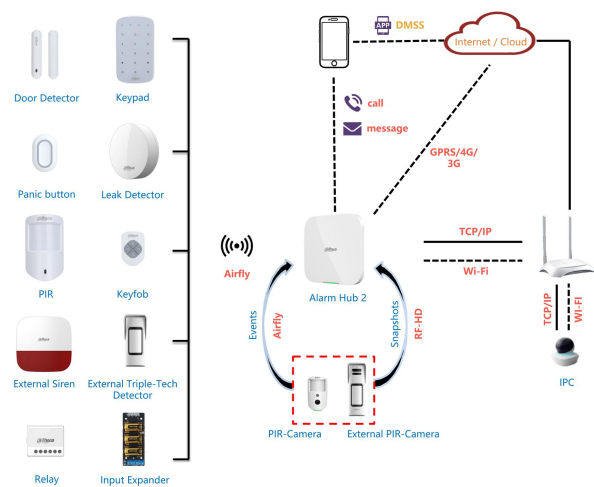 APP
DMSS
Internet / Cloud
Door Detector
Keypad
call
message
GPRS/4G/
3G
Panic button
Leak Detector
alhua
TCP/IP
Airfly
Wi-Fi
PIR
Keyfob
Alarm Hub 2
Events
Airfly
Snapshots
RF-HD
TCP/IP
WI-FI
External Siren
External Triple-Tech
Detector
IPC
PIR-Camera
External PIR-Camera
Relay
Input Expander